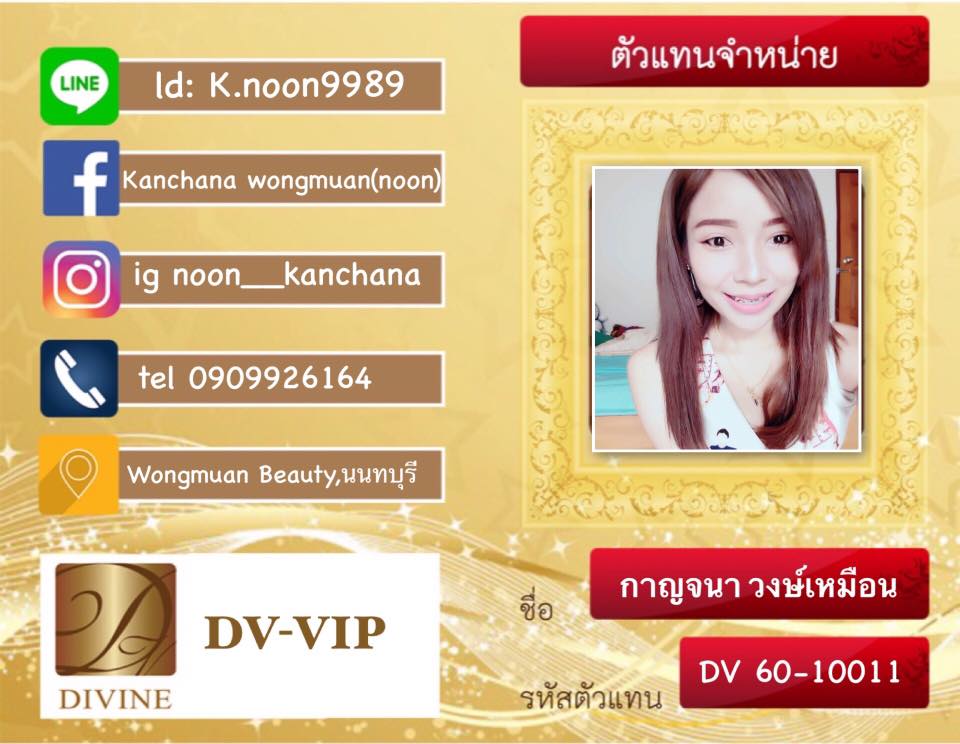 LINE
Id: K.noon9989
f
Kanchana wongmuan(noon)
ig noon__kanchana
tel 0909926164
Wongmuan Beauty,นนทบุรี
DIVINE
DV-VIP
ตัวแทนจำหน่าย
ชื่อ
กาญจนา วงษ์เหมือน
รหัสตัวแทน
DV 60-10011